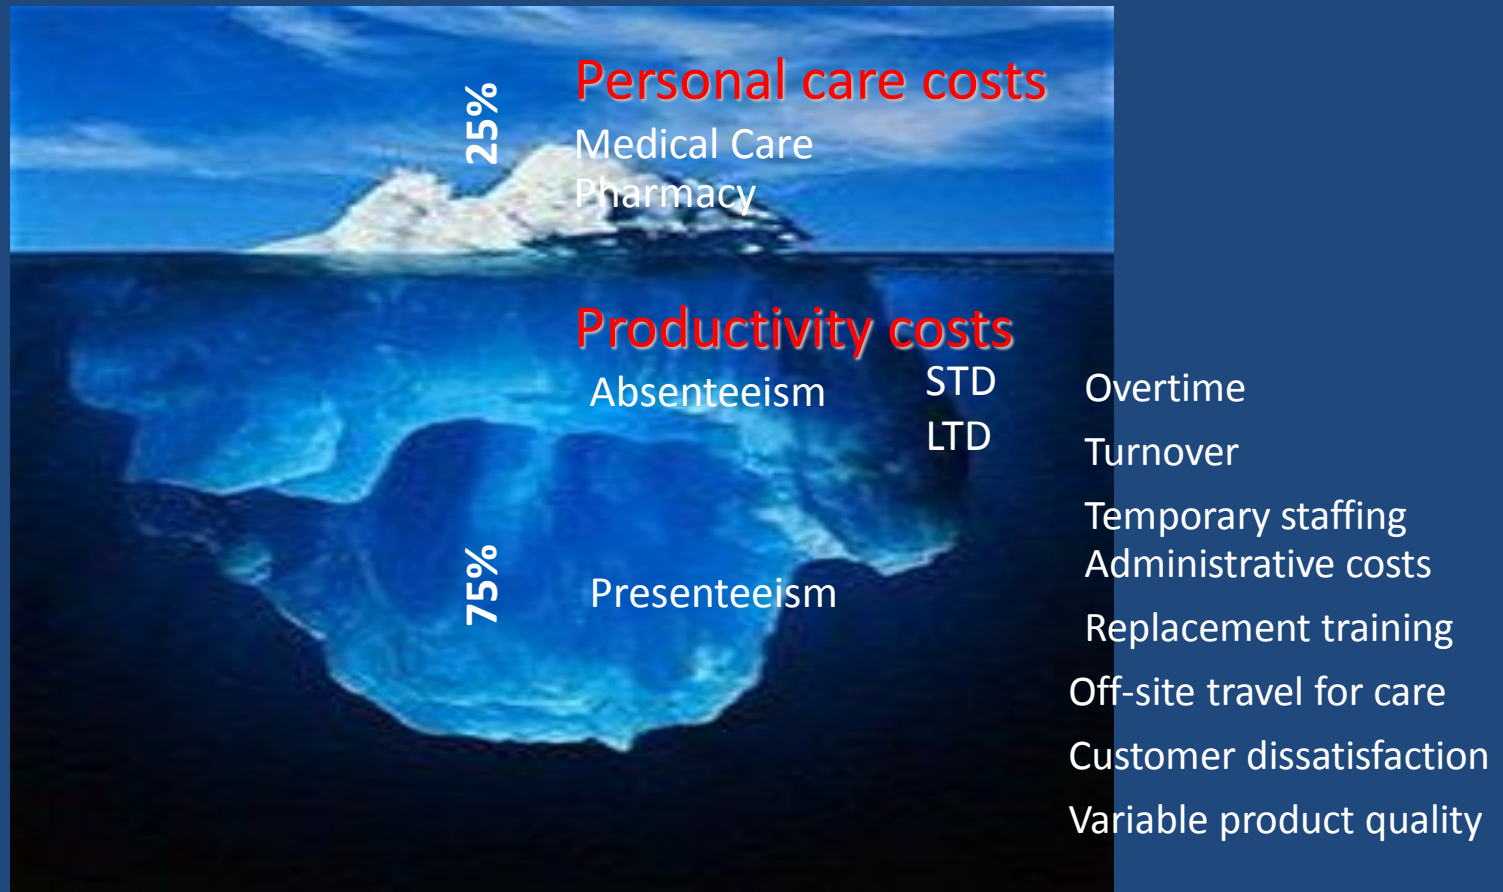 25%
Personal care costs
Medical Care
Pharmacy
Productivity costs
Absenteeism
STD
LTD
75%
Presenteeism
Overtime
Turnover
Temporary staffing
Administrative costs
Replacement training
Off-site travel for care
Customer dissatisfaction
Variable product quality